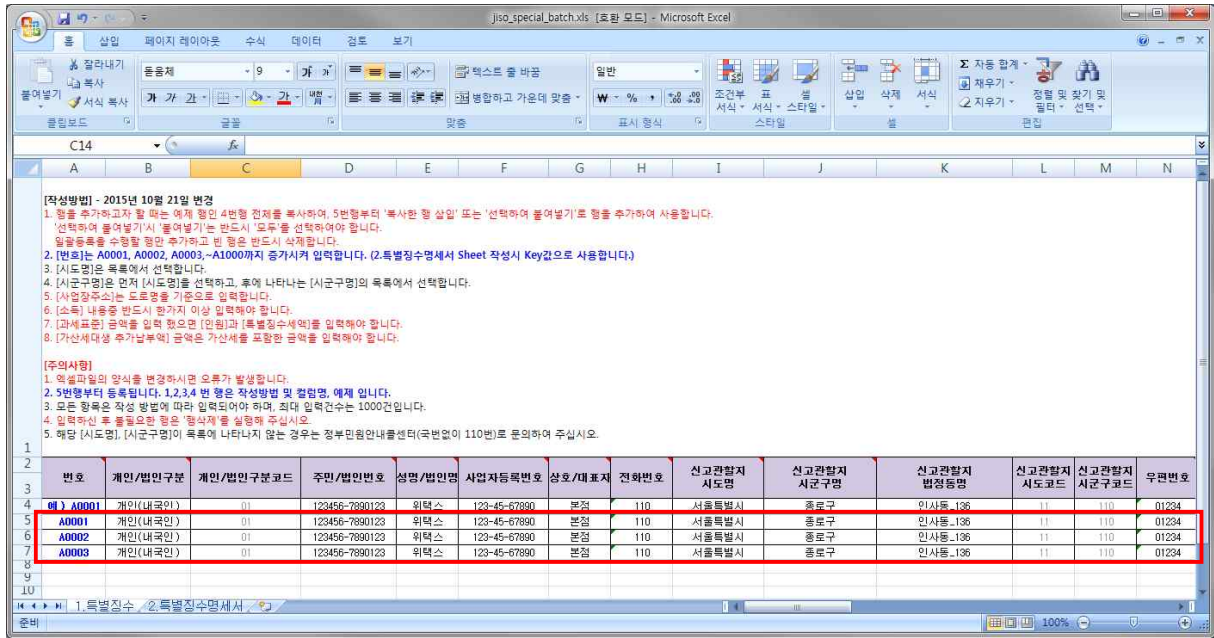 jiso_special_batch.xls [호환 모드] - Microsoft Excel
홈 삽입 페이지 레이아웃 수식 데이터 검토 보기
붙여넣기 잘라내기 복사 서식 복사
돋움체 9
가 가 가
텍스트 줄 바꿈
병합하고 가운데 맞춤
일반
조건부 서식 표 서식 셀 스타일
삽입 삭제 서식
자동 합계 채우기 지우기
정렬 및 필터 찾기 및 선택
클립보드 글꼴 맞춤 표시 형식 스타일 셀 편집
C14 fx
A B C D E F G H I J K L M N
[작성방법] - 2015년 10월 21일 변경
1. 행을 추가하고자 할 때는 예제 행인 4번행 전체를 복사하여, 5번행부터 '복사한 행 삽입' 또는 '선택하여 붙여넣기'로 행을 추가하여 사용합니다.
'선택하여 붙여넣기'시 '붙여넣기'는 반드시 '모두'를 선택하여야 합니다.
일괄등록을 수행할 행만 추가하고 빈 행은 반드시 삭제합니다.
2. [번호]는 A0001, A0002, A0003,~A1000까지 증가시켜 입력합니다. (2.특별징수명세서 Sheet 작성시 Key값으로 사용합니다.)
3. [시도명]은 목록에서 선택합니다.
4. [시군구명]은 먼저 [시도명]을 선택하고, 후에 나타나는 [시군구명]의 목록에서 선택합니다.
5. [사업장주소]는 도로명을 기준으로 입력합니다.
6. [소득] 내용중 반드시 한가지 이상 입력해야 합니다.
7. [과세표준] 금액을 입력 했으면 [인원]과 [특별징수세액]를 입력해야 합니다.
8. [가산세대생 추가납부액] 금액은 가산세를 포함한 금액을 입력해야 합니다.
[주의사항]
1. 엑셀파일의 양식을 변경하시면 오류가 발생합니다.
2. 5번행부터 등록됩니다. 1,2,3,4 번 행은 작성방법 및 컬럼명, 예제 입니다.
3. 모든 항목은 작성 방법에 따라 입력되어야 하며, 최대 입력건수는 1000건입니다.
4. 입력하신 후 불필요한 행은 '행삭제'를 실행해 주십시오.
5. 해당 [시도명], [시군구명]이 목록에 나타나지 않는 경우는 정부민원안내콜센터(국번없이 110번)로 문의하여 주십시오.
1
2
3 번호 개인/법인구분 개인/법인구분코드 주민/법인번호 성명/법인명 사업자등록번호 상호/대표자 전화번호 신고관할지 시도명 신고관할지 시군구명 신고관할지 법정동명 신고관할지 시도코드 신고관할지 시군구코드 우편번호
4 예 ) A0001 개인(내국인) 01 123456-7890123 위택스 123-45-67890 본점 110 서울특별시 종로구 인사동_136 11 110 01234
5 A0001 개인(내국인) 01 123456-7890123 위택스 123-45-67890 본점 110 서울특별시 종로구 인사동_136 11 110 01234
6 A0002 개인(내국인) 01 123456-7890123 위택스 123-45-67890 본점 110 서울특별시 종로구 인사동_136 11 110 01234
7 A0003 개인(내국인) 01 123456-7890123 위택스 123-45-67890 본점 110 서울특별시 종로구 인사동_136 11 110 01234
8
9
10
1.특별징수 2.특별징수명세서
준비 100%